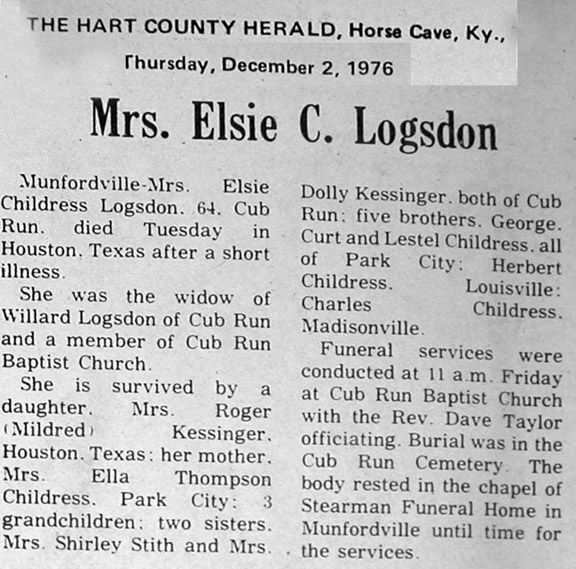 THE HART COUNTY HERALD, Horse Cave, Ky.,
Thursday, December 2, 1976
Mrs. Elsie C. Logsdon
Munfordville-Mrs. Elsie
Childress Logsdon, 64, Cub
Run, died Tuesday in
Houston, Texas after a short
illness.
She was the widow of
Willard Logsdon of Cub Run
and a member of Cub Run
Baptist Church.
She is survived by a
daughter, Mrs. Roger
(Mildred) Kessinger,
Houston, Texas; her mother,
Mrs. Ella Thompson
Childress, Park City; 3
grandchildren; two sisters,
Mrs. Shirley Stith and Mrs.
Dolly Kessinger, both of Cub
Run; five brothers, George,
Curt and Lestel Childress, all
of Park City; Herbert
Childress, Louisville;
Charles Childress,
Madisonville.
Funeral services were
conducted at 11 a.m. Friday
at Cub Run Baptist Church
with the Rev. Dave Taylor
officiating. Burial was in the
Cub Run Cemetery. The
body rested in the chapel of
Stearman Funeral Home in
Munfordville until time for
the services.